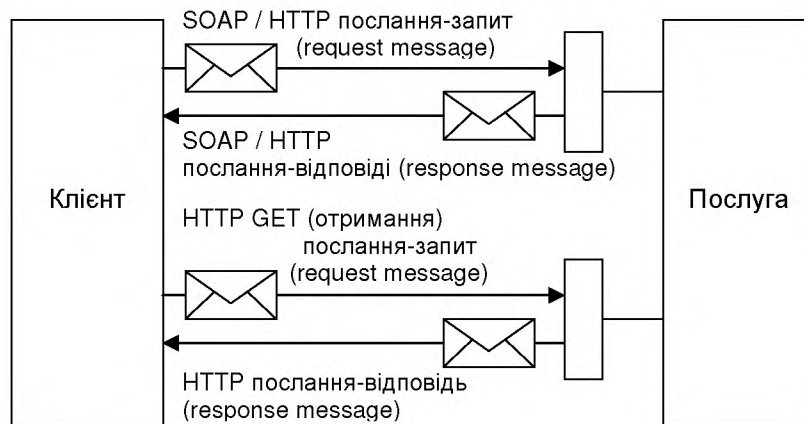 SOAP / HTTP послання-запит
(request message)
SOAP / HTTP
послання-відповіді (response message)
Клієнт
Послуга
HTTP GET (отримання)
послання-запит
(request message)
HTTP послання-відповідь
(response message)